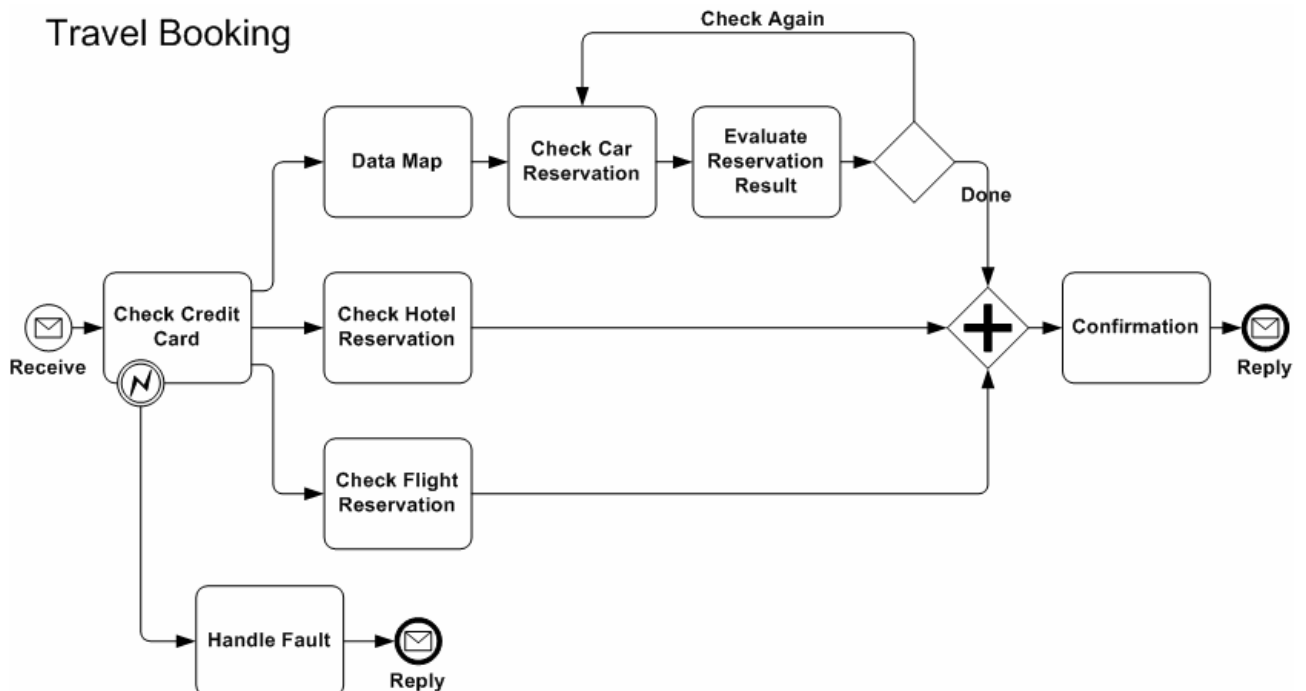 Travel Booking
Check Again
Data Map
Check Car
Reservation
Evaluate
Reservation
Result
Done
Receive
Check Credit
Card
Check Hotel
Reservation
Confirmation
Reply
Check Flight
Reservation
Handle Fault
Reply